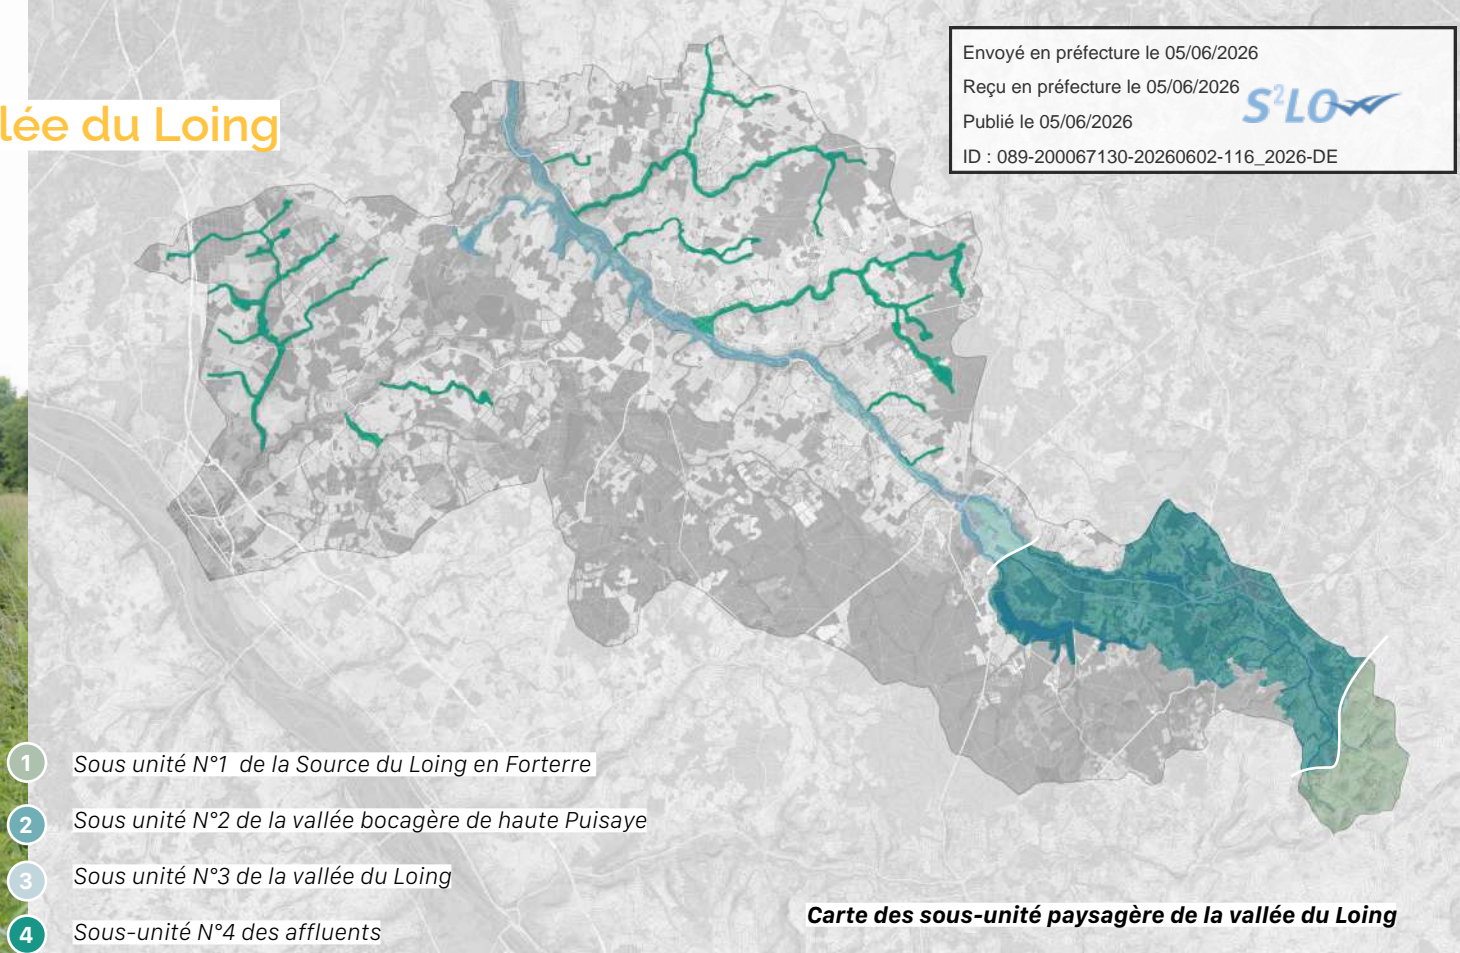 lée du Loing
Envoyé en préfecture le 05/06/2026
Reçu en préfecture le 05/06/2026
Publié le 05/06/2026
ID : 089-200067130-20260602-116_2026-DE
S²LO
1 Sous unité N°1 de la Source du Loing en Forterre
2 Sous unité N°2 de la vallée bocagère de haute Puisaye
3 Sous unité N°3 de la vallée du Loing
4 Sous-unité N°4 des affluents
Carte des sous-unité paysagère de la vallée du Loing